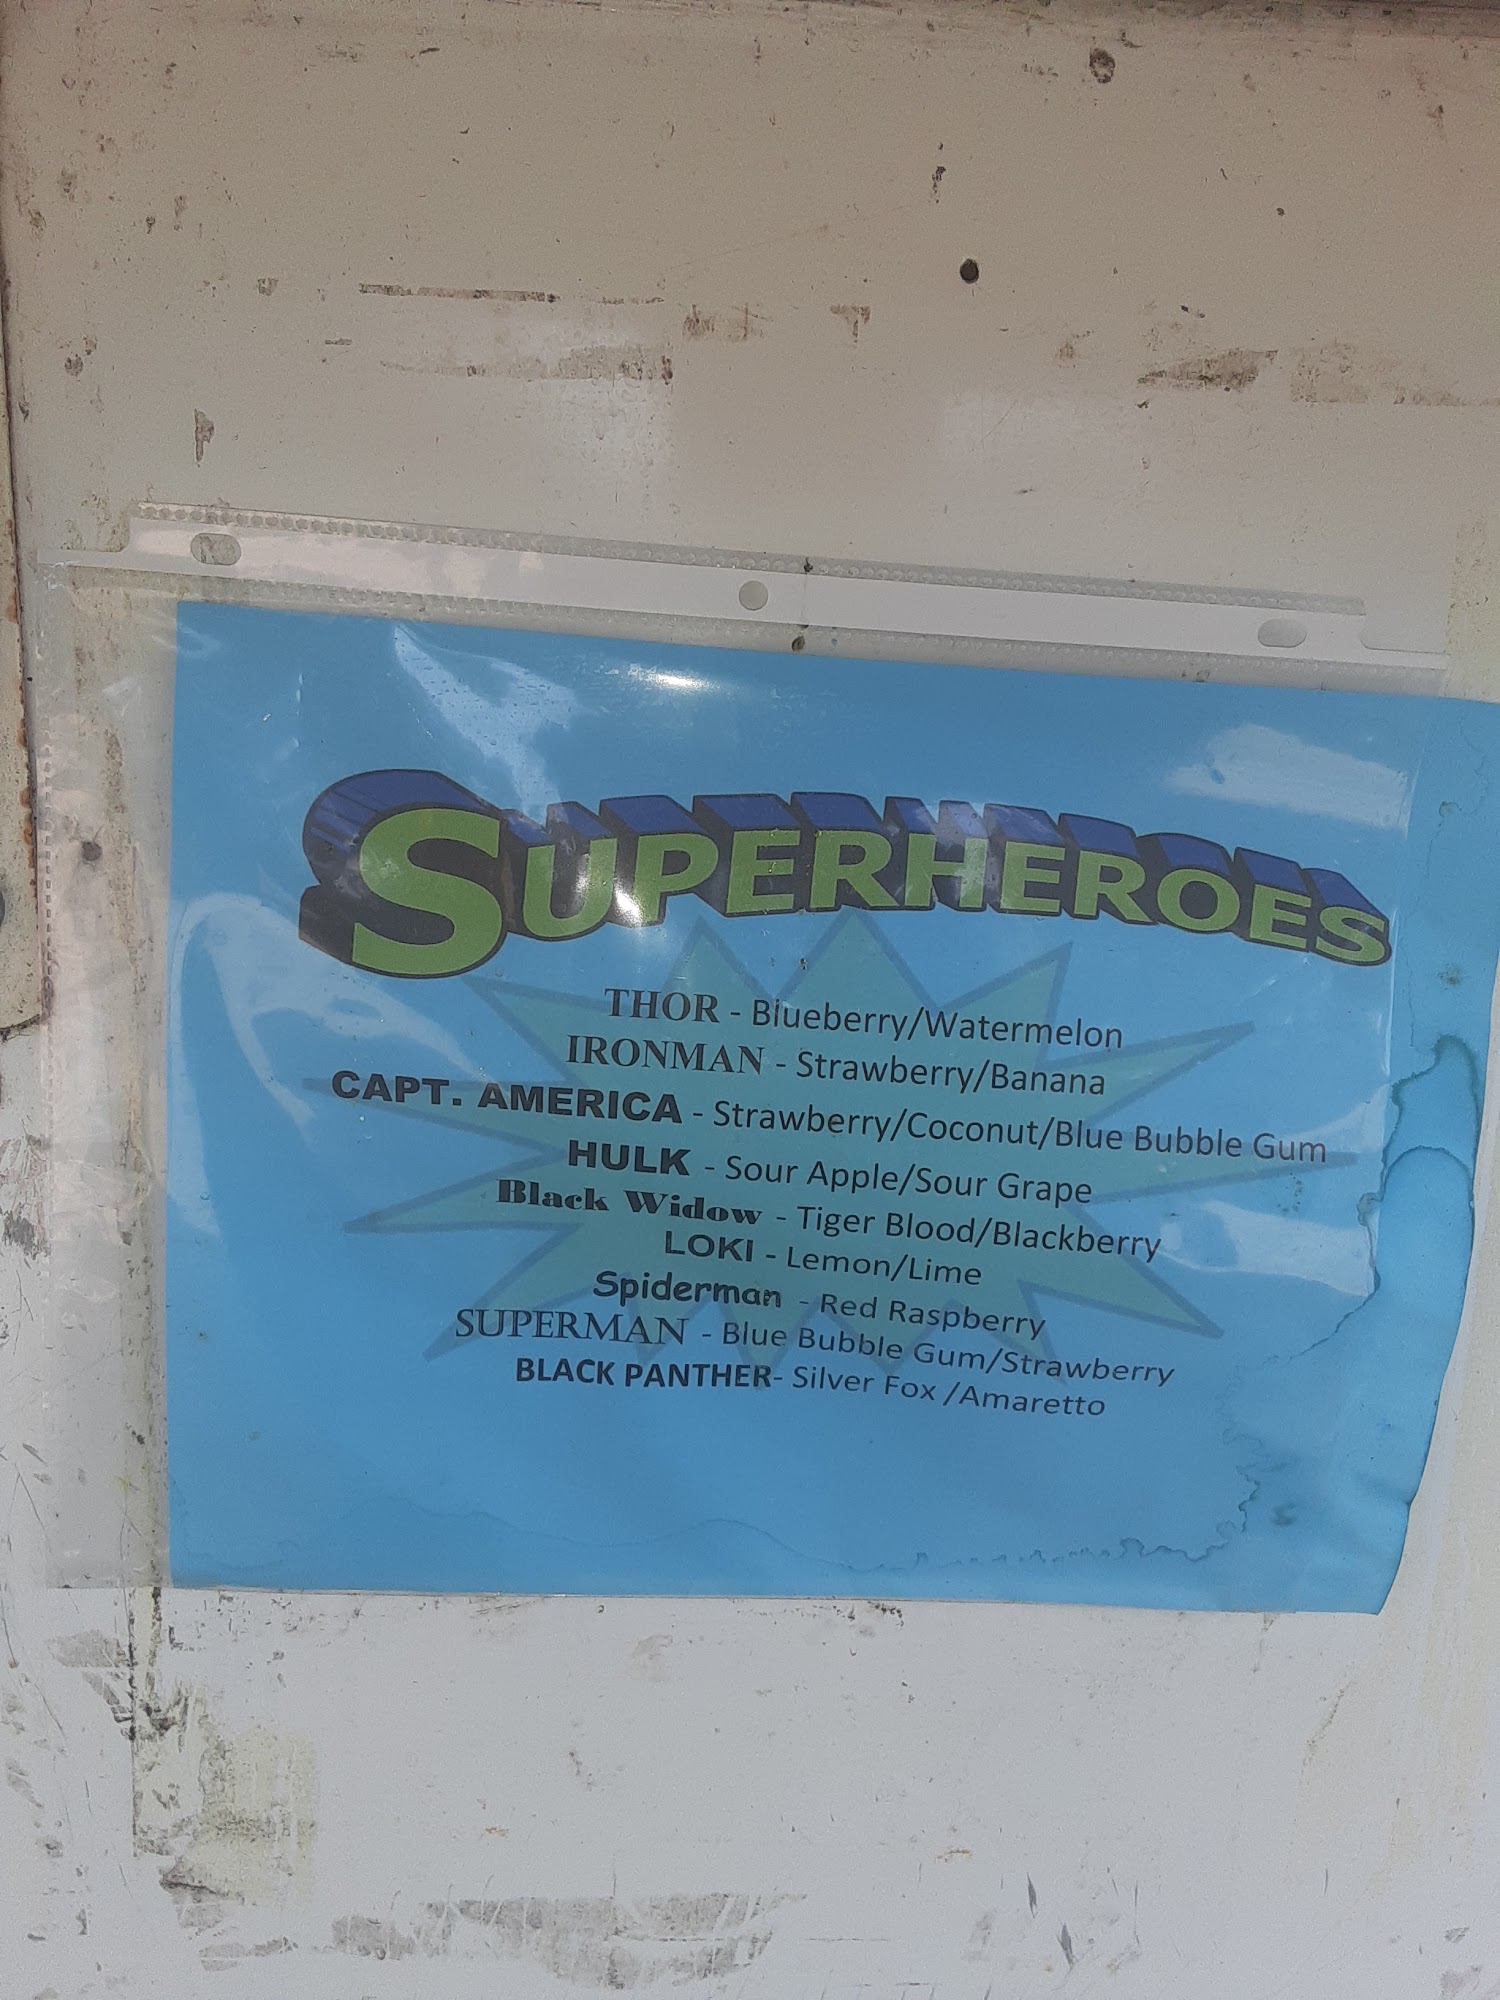 SUPERHEROES
THOR - Blueberry/Watermelon
IRONMAN - Strawberry/Banana
CAPT. AMERICA - Strawberry/Coconut/Blue Bubble Gum
HULK - Sour Apple/Sour Grape
Black Widow - Tiger Blood/Blackberry
LOKI - Lemon/Lime
Spiderman - Red Raspberry
SUPERMAN - Blue Bubble Gum/Strawberry
BLACK PANTHER- Silver Fox /Amaretto